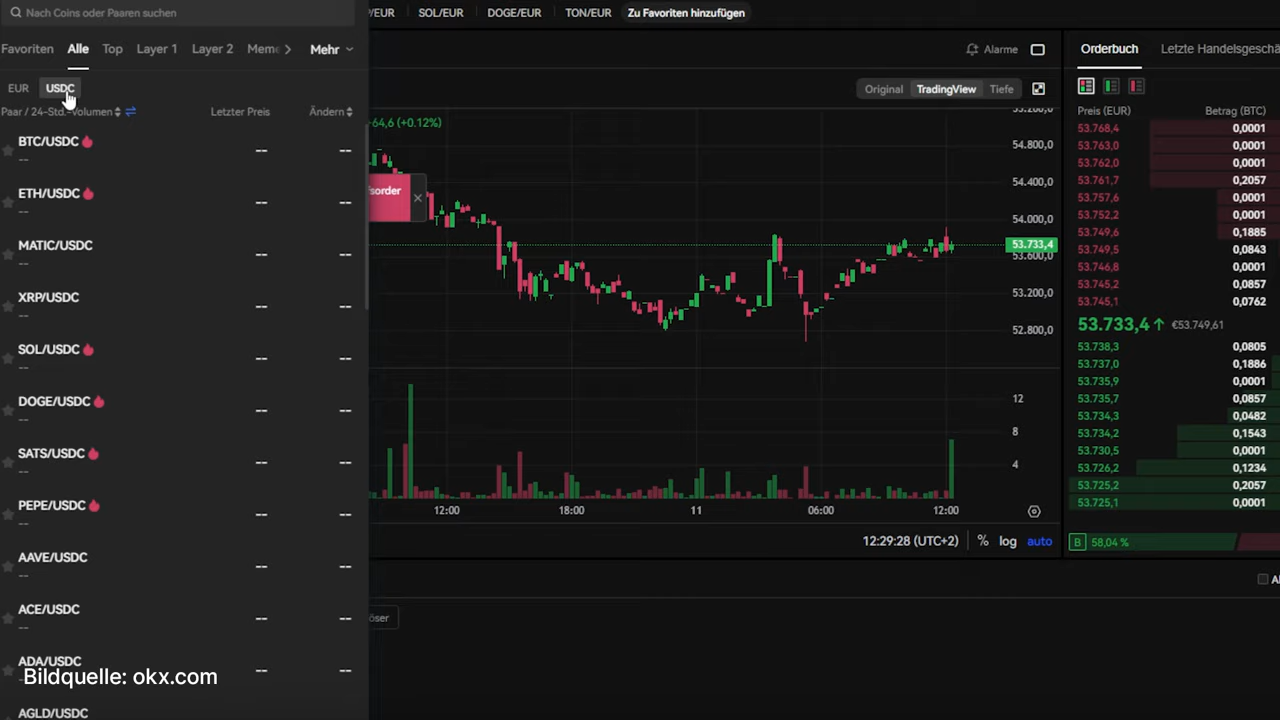 Nach Coins oder Paaren suchen
/EUR SOL/EUR DOGE/EUR TON/EUR Zu Favoriten hinzufügen
Favoriten Alle Top Layer 1 Layer 2 Meme Mehr
EUR USDC
Paar / 24-Std.-Volumen Letzter Preis Ändern
BTC/USDC -- --
--
ETH/USDC -- --
--
MATIC/USDC -- --
--
XRP/USDC -- --
--
SOL/USDC -- --
--
DOGE/USDC -- --
--
SATS/USDC -- --
--
PEPE/USDC -- --
--
AAVE/USDC -- --
--
ACE/USDC -- --
--
ADA/USDC -- --
Bildquelle: okx.com
AGLD/USDC
Alarme
Original TradingView Tiefe
64,6 (+0.12%)
54.800,0
54.400,0
54.000,0
53.733,4
53.600,0
53.200,0
52.800,0
12
8
4
12:00 18:00 11 06:00 12:00
12:29:28 (UTC+2) % log auto
Orderbuch Letzte Handelsgeschä
Preis (EUR) Betrag (BTC)
53.768,4 0,0001
53.763,0 0,0001
53.762,0 0,0001
53.761,7 0,2057
53.757,6 0,0001
53.752,2 0,0001
53.749,6 0,1885
53.749,5 0,0843
53.746,8 0,0001
53.745,2 0,0857
53.745,1 0,0762
53.733,4↑ €53.749,61
53.738,3 0,0805
53.737,0 0,1886
53.735,9 0,0001
53.735,7 0,0857
53.734,3 0,0482
53.734,2 0,1543
53.730,5 0,0001
53.726,2 0,1234
53.725,2 0,2057
53.725,1 0,0001
B 58,04 %